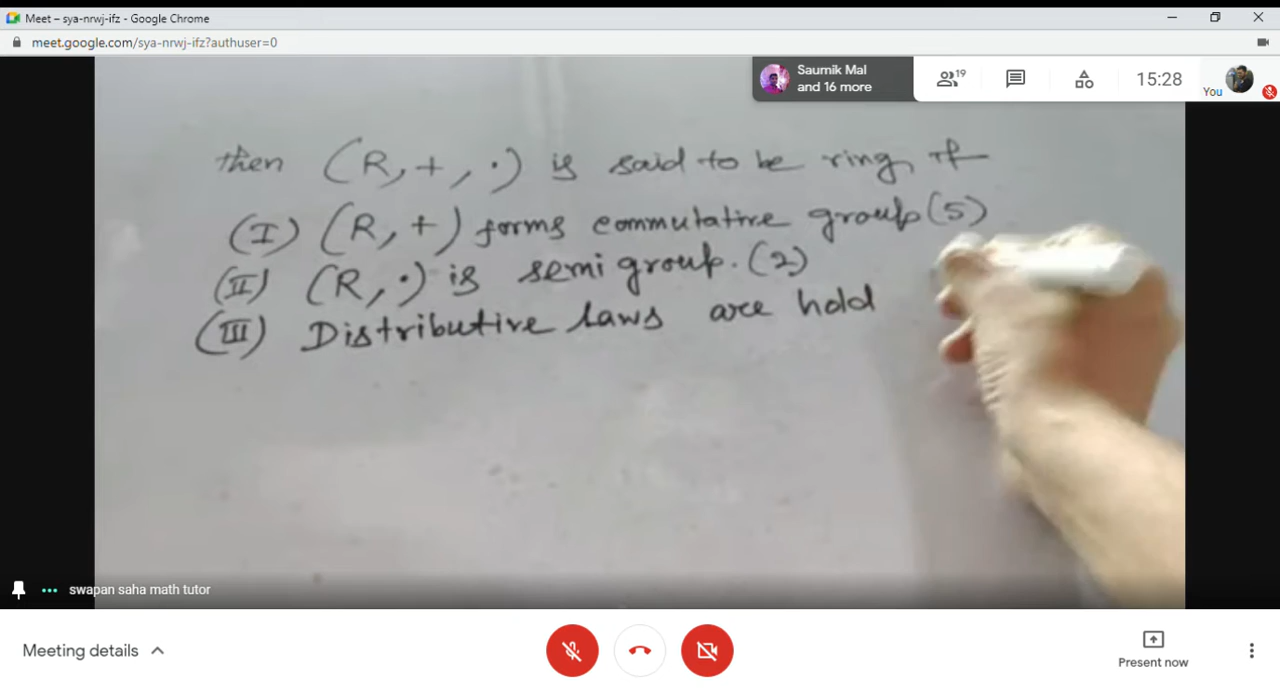 Meet – sya-nrwj-ifz - Google Chrome
meet.google.com/sya-nrwj-ifz?authuser=0
Saumik Mal
and 16 more
19
15:28
You
then (R, +, ·) is said to be ring, if
(I) (R, +) forms commutative group (5)
(II) (R, ·) is semi group. (2)
(III) Distributive laws are hold
swapan saha math tutor
Meeting details
Present now